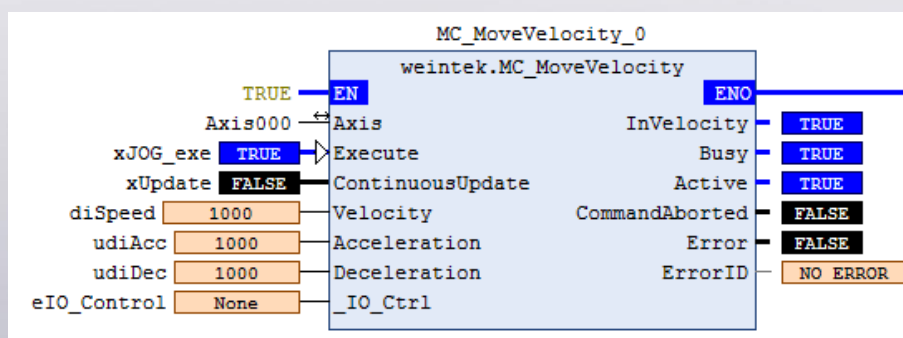 MC_MoveVelocity_0
weintek.MC_MoveVelocity
TRUE EN ENO
Axis000 Axis InVelocity TRUE
xJOG_exe TRUE Execute Busy TRUE
xUpdate FALSE ContinuousUpdate Active TRUE
diSpeed 1000 Velocity CommandAborted FALSE
udiAcc 1000 Acceleration Error FALSE
udiDec 1000 Deceleration ErrorID NO ERROR
eIO_Control None _IO_Ctrl